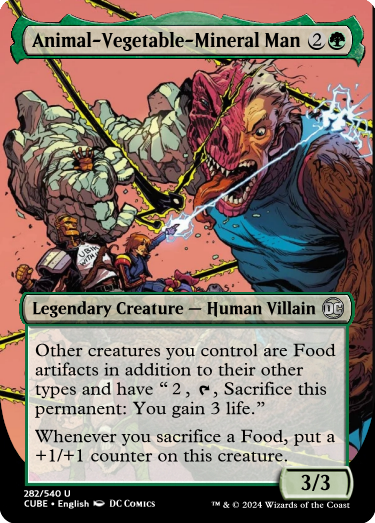 Animal-Vegetable-Mineral Man 2
Legendary Creature — Human Villain DC
Other creatures you control are Food
artifacts in addition to their other
types and have “2, , Sacrifice this
permanent: You gain 3 life.”
Whenever you sacrifice a Food, put a
+1/+1 counter on this creature.
3/3
282/540 U
CUBE • English DC COMICS ™ & © 2024 Wizards of the Coast